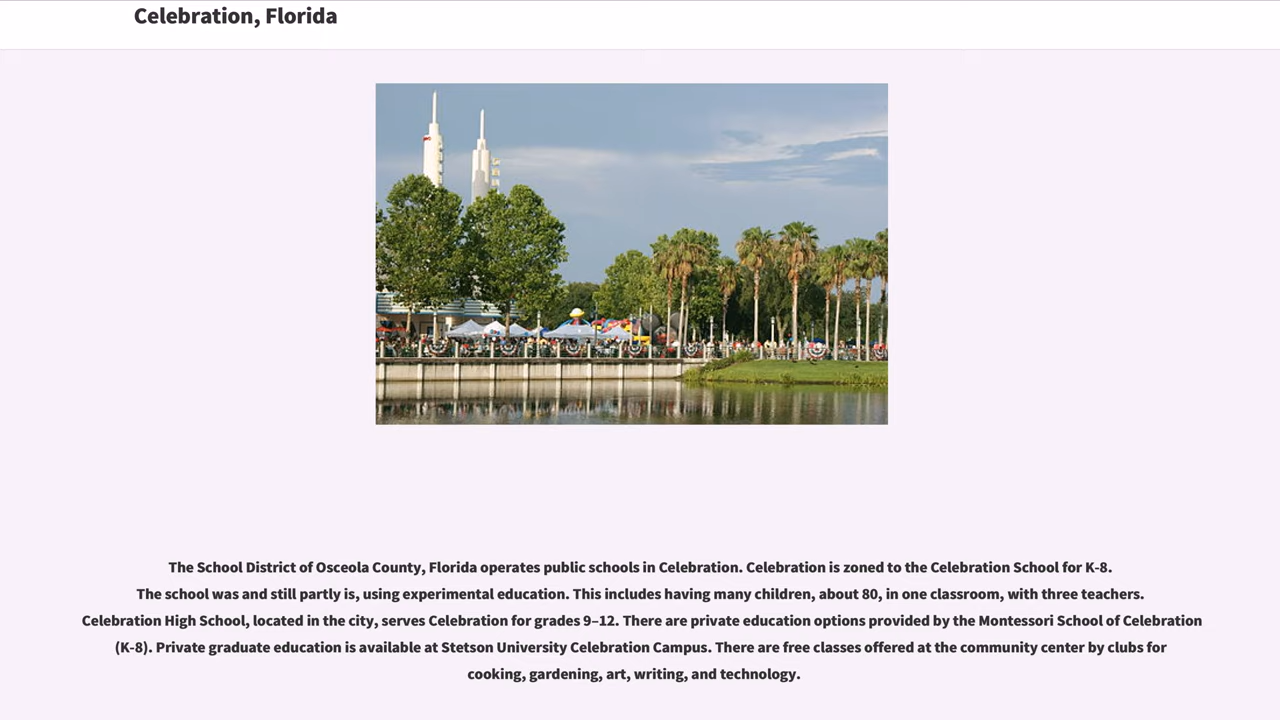 Celebration, Florida
The School District of Osceola County, Florida operates public schools in Celebration. Celebration is zoned to the Celebration School for K-8.
The school was and still partly is, using experimental education. This includes having many children, about 80, in one classroom, with three teachers.
Celebration High School, located in the city, serves Celebration for grades 9–12. There are private education options provided by the Montessori School of Celebration
(K-8). Private graduate education is available at Stetson University Celebration Campus. There are free classes offered at the community center by clubs for
cooking, gardening, art, writing, and technology.